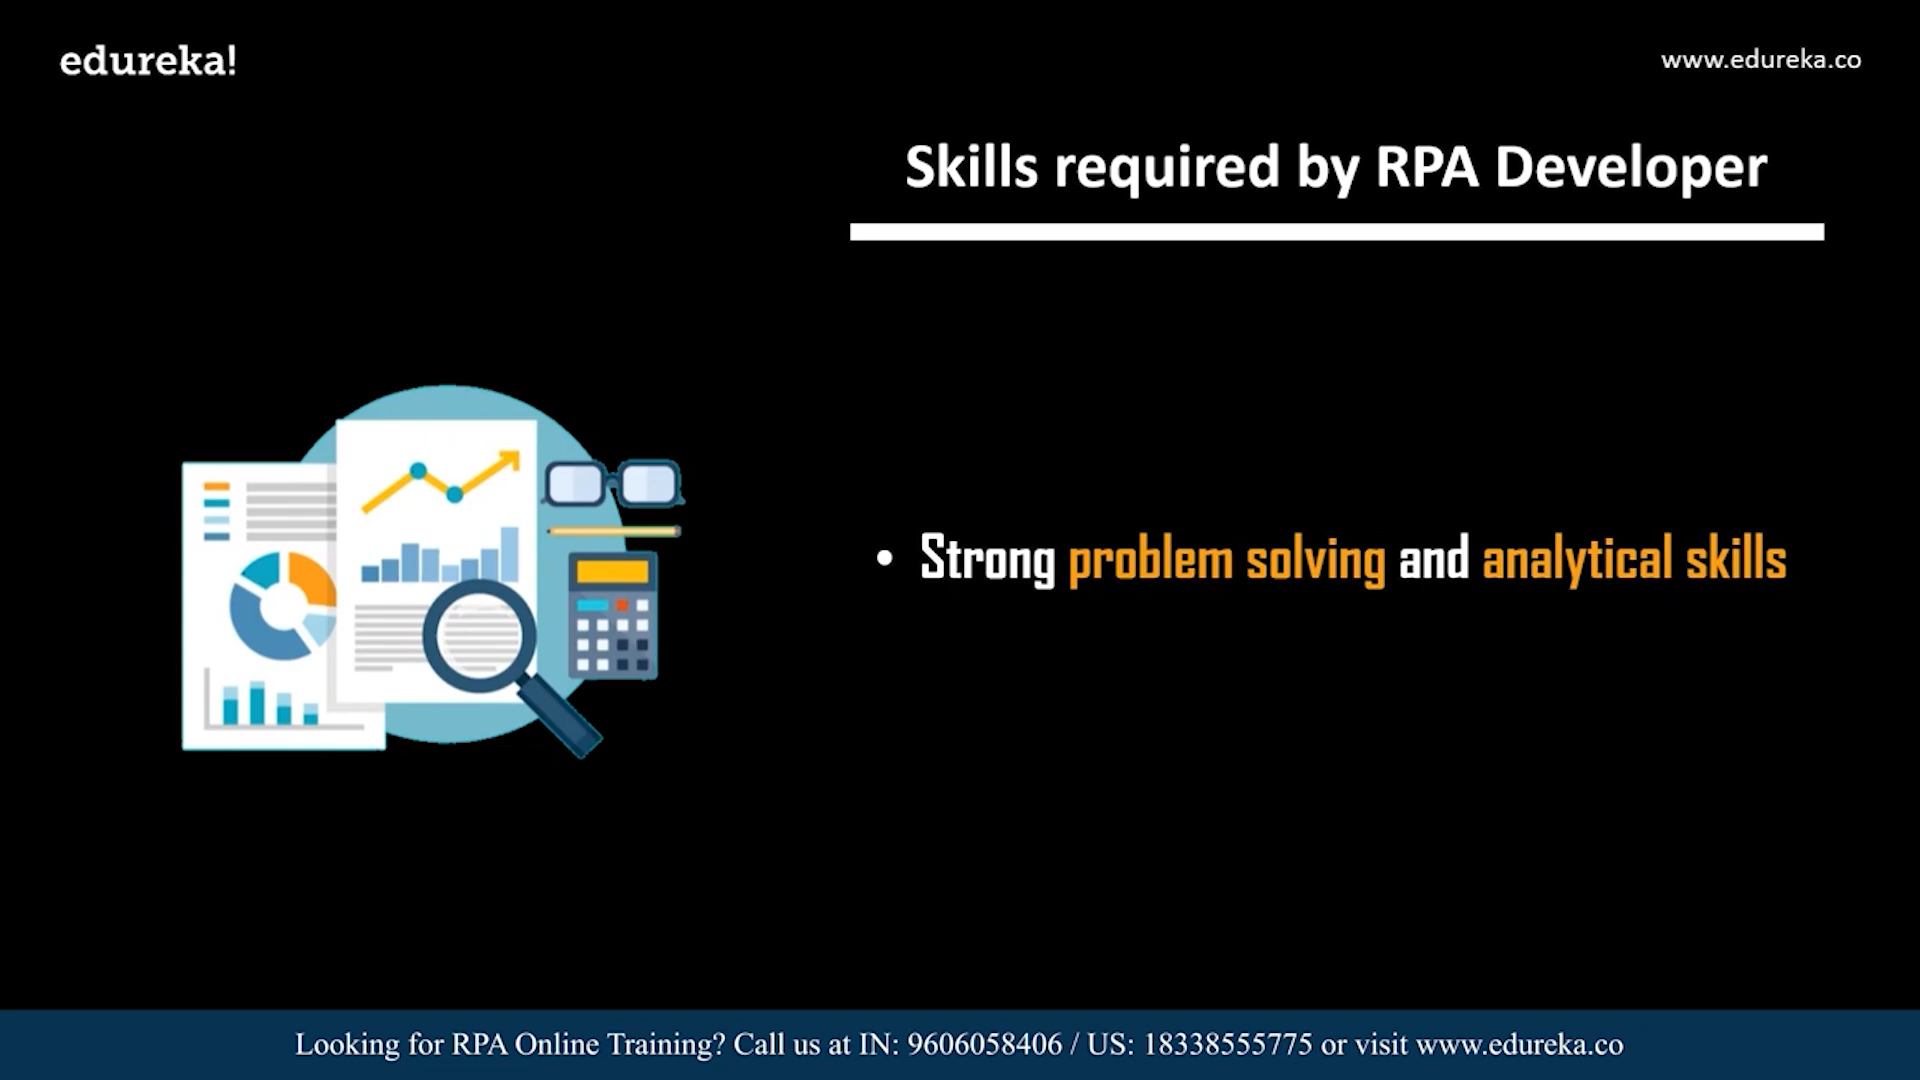 edureka!
www.edureka.co
Skills required by RPA Developer
• Strong problem solving and analytical skills
Looking for RPA Online Training? Call us at IN: 9606058406 / US: 18338555775 or visit www.edureka.co